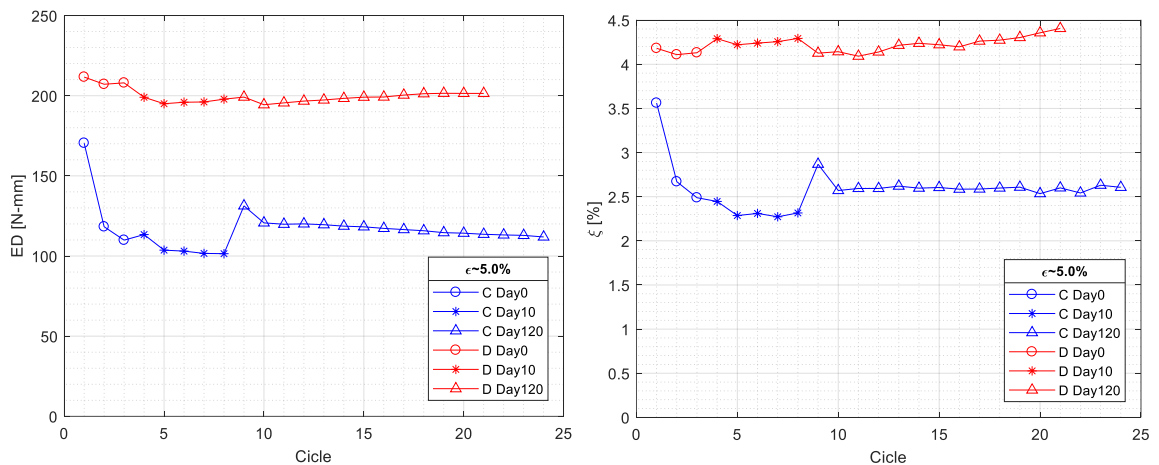 250
200
150
100
50
0
ED [N-mm]
0 5 10 15 20 25
Cicle
ϵ~5.0%
C Day0
C Day10
C Day120
D Day0
D Day10
D Day120
4.5
4
3.5
3
2.5
2
1.5
1
0.5
0
ξ [%]
0 5 10 15 20 25
Cicle
ϵ~5.0%
C Day0
C Day10
C Day120
D Day0
D Day10
D Day120